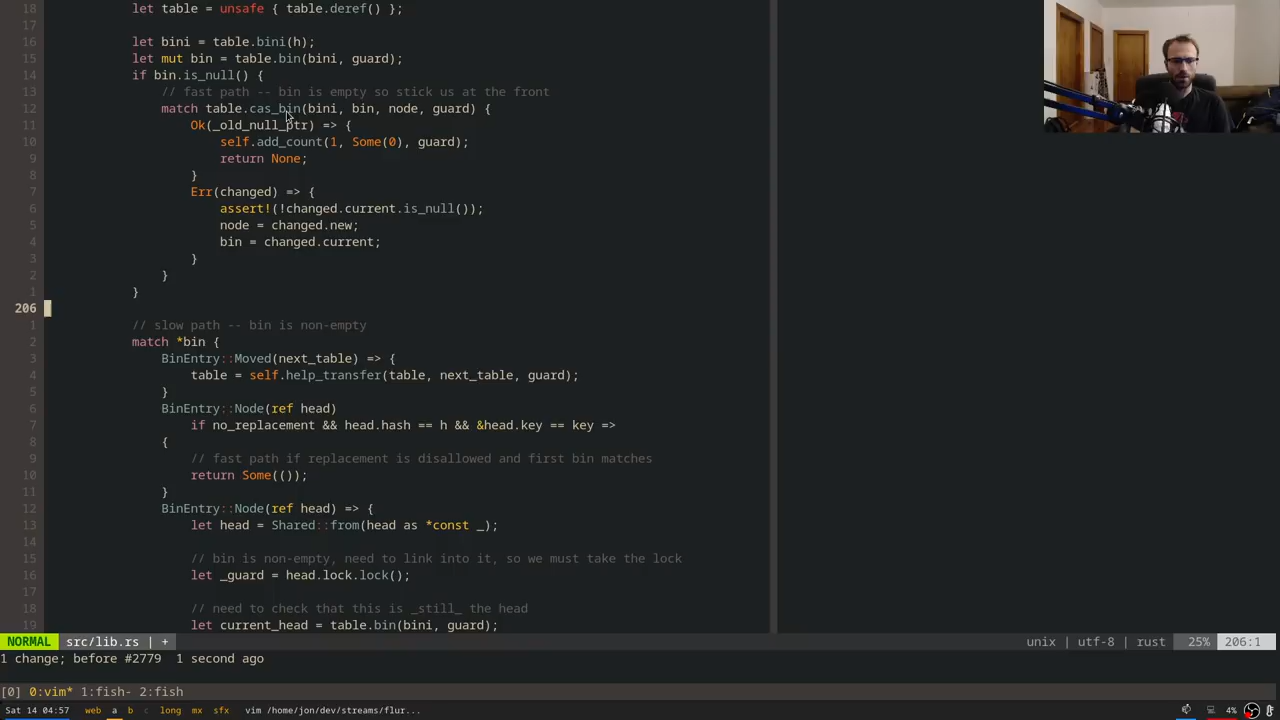 18 let table = unsafe { table.deref() };
17
16 let bini = table.bini(h);
15 let mut bin = table.bin(bini, guard);
14 if bin.is_null() {
13 // fast path -- bin is empty so stick us at the front
12 match table.cas_bin(bini, bin, node, guard) {
11 Ok(_old_null_ptr) => {
10 self.add_count(1, Some(0), guard);
9 return None;
8 }
7 Err(changed) => {
6 assert!(!changed.current.is_null());
5 node = changed.new;
4 bin = changed.current;
3 }
2 }
1 }
206
1 // slow path -- bin is non-empty
2 match *bin {
3 BinEntry::Moved(next_table) => {
4 table = self.help_transfer(table, next_table, guard);
5 }
6 BinEntry::Node(ref head)
7 if no_replacement && head.hash == h && &head.key == key =>
8 {
9 // fast path if replacement is disallowed and first bin matches
10 return Some(());
11 }
12 BinEntry::Node(ref head) => {
13 let head = Shared::from(head as *const _);
14
15 // bin is non-empty, need to link into it, so we must take the lock
16 let _guard = head.lock.lock();
17
18 // need to check that this is _still_ the head
19 let current_head = table.bin(bini, guard);
NORMAL src/lib.rs | + unix | utf-8 | rust 25% 206:1
1 change; before #2779 1 second ago
[0] 0:vim* 1:fish- 2:fish
Sat 14 04:57 web a b c long mx sfx vim /home/jon/dev/streams/flur... 4%